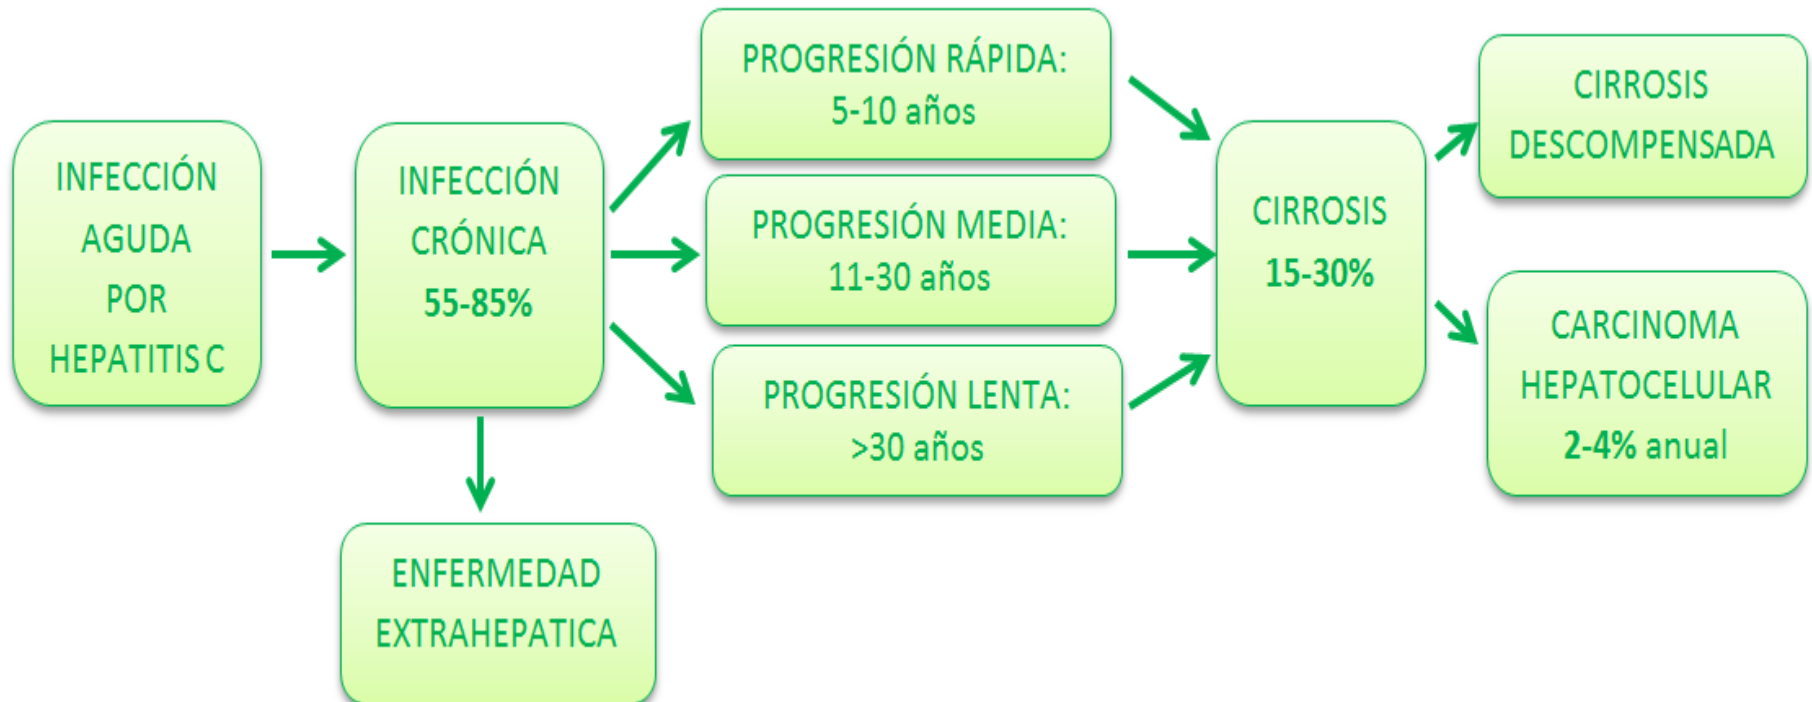 INFECCIÓN
AGUDA
POR
HEPATITIS C
INFECCIÓN
CRÓNICA
55-85%
ENFERMEDAD
EXTRAHEPATICA
PROGRESIÓN RÁPIDA:
5-10 años
PROGRESIÓN MEDIA:
11-30 años
PROGRESIÓN LENTA:
>30 años
CIRROSIS
15-30%
CIRROSIS
DESCOMPENSADA
CARCINOMA
HEPATOCELULAR
2-4% anual